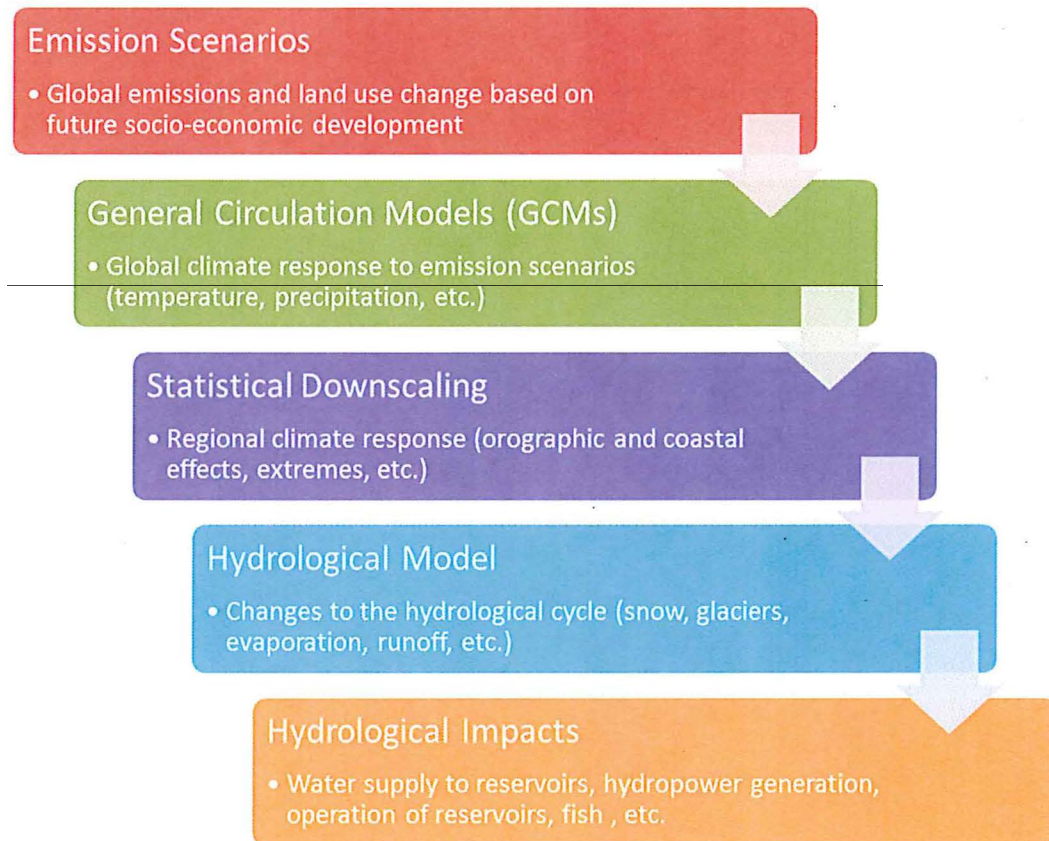 Emission Scenarios
• Global emissions and land use change based on
future socio-economic development
General Circulation Models (GCMs)
• Global climate response to emission scenarios
(temperature, precipitation, etc.)
Statistical Downscaling
• Regional climate response (orographic and coastal
effects, extremes, etc.)
Hydrological Model
• Changes to the hydrological cycle (snow, glaciers,
evaporation, runoff, etc.)
Hydrological Impacts
• Water supply to reservoirs, hydropower generation,
operation of reservoirs, fish , etc.